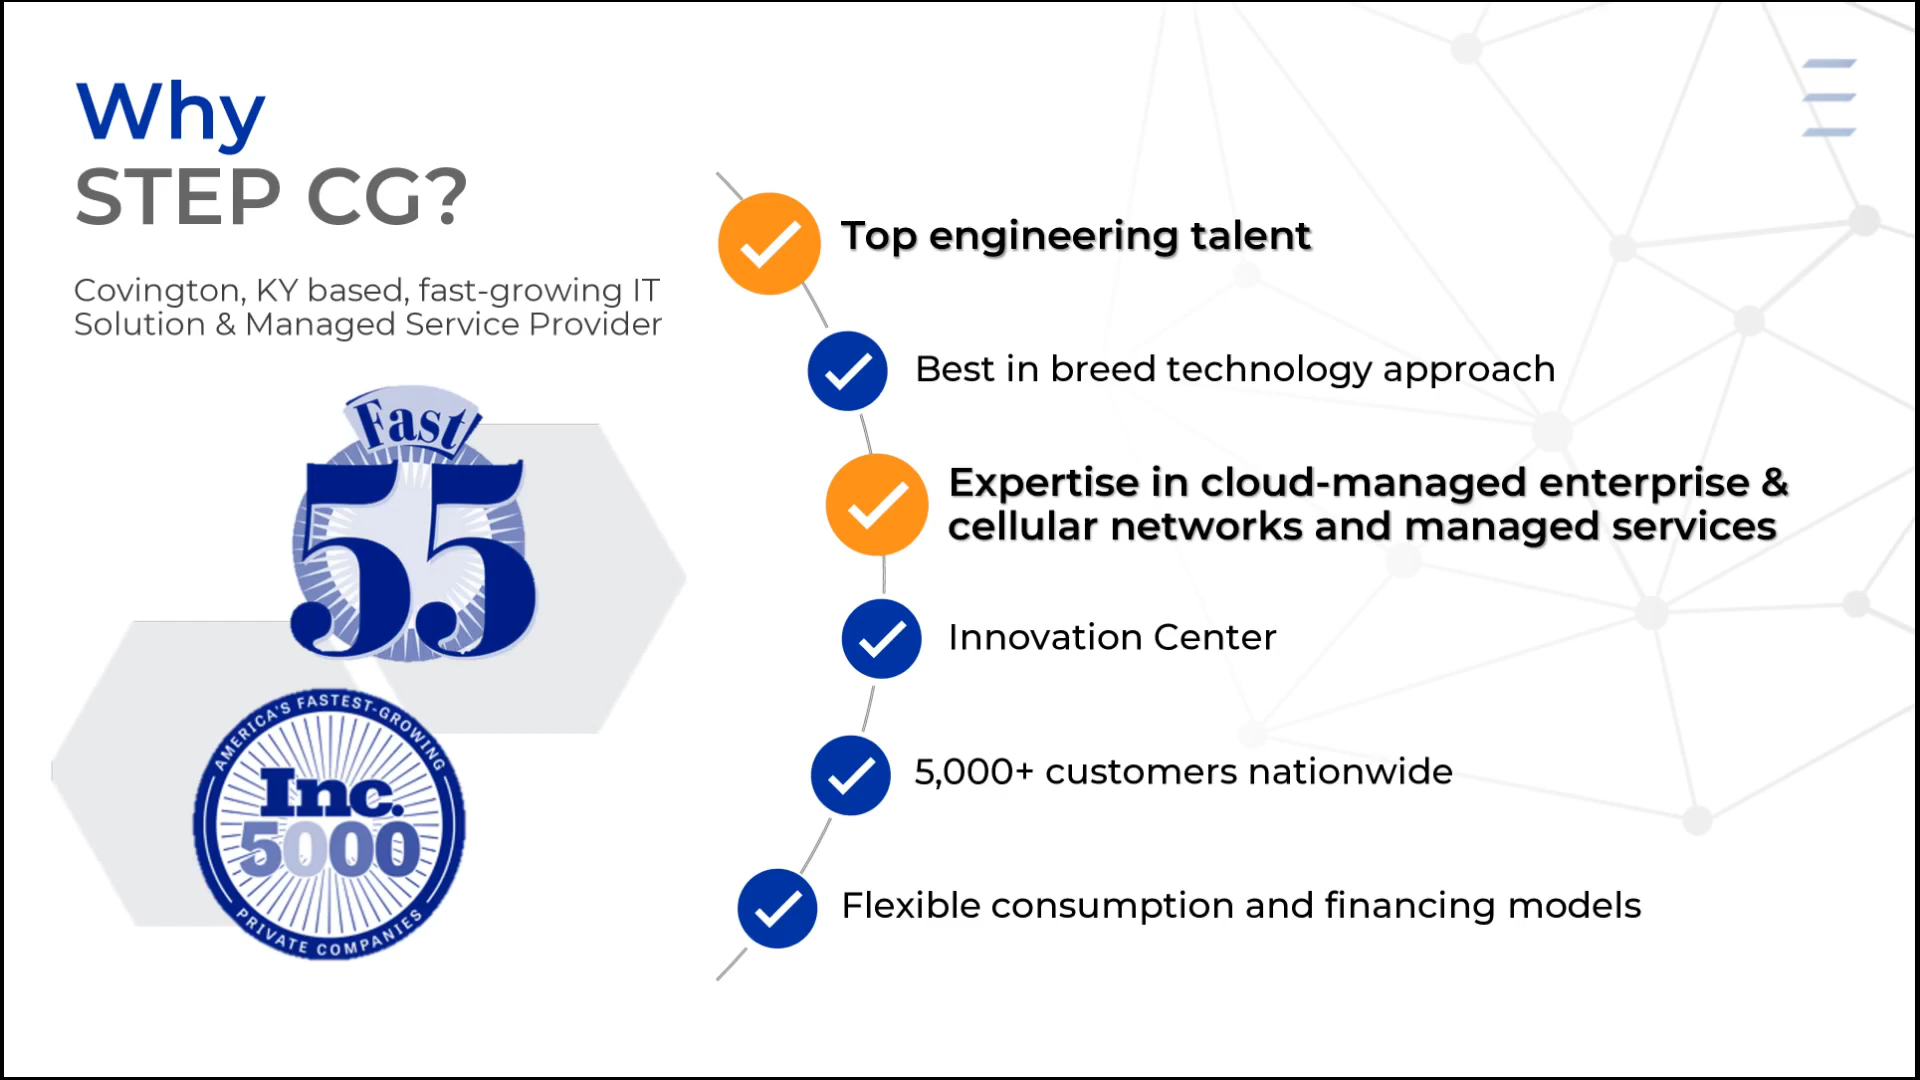 Why
STEP CG?
Covington, KY based, fast-growing IT
Solution & Managed Service Provider
Fast
55
AMERICA'S FASTEST-GROWING
Inc.
5000
PRIVATE COMPANIES
Top engineering talent
Best in breed technology approach
Expertise in cloud-managed enterprise &
cellular networks and managed services
Innovation Center
5,000+ customers nationwide
Flexible consumption and financing models